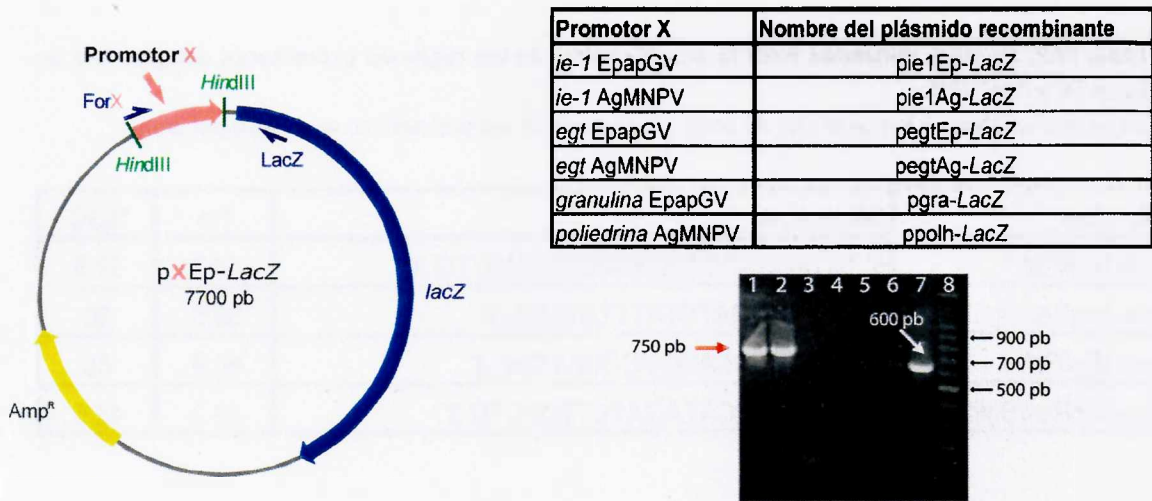 Promotor X
ForX
HindIII
HindIII
LacZ
pXEp-LacZ
7700 pb
lacZ
Amp^R
Promotor X Nombre del plásmido recombinante
ie-1 EpapGV pie1Ep-LacZ
ie-1 AgMNPV pie1Ag-LacZ
egt EpapGV pegtEp-LacZ
egt AgMNPV pegtAg-LacZ
granulina EpapGV pgra-LacZ
poliedrina AgMNPV ppolh-LacZ
1 2 3 4 5 6 7 8
600 pb
750 pb
900 pb
700 pb
500 pb